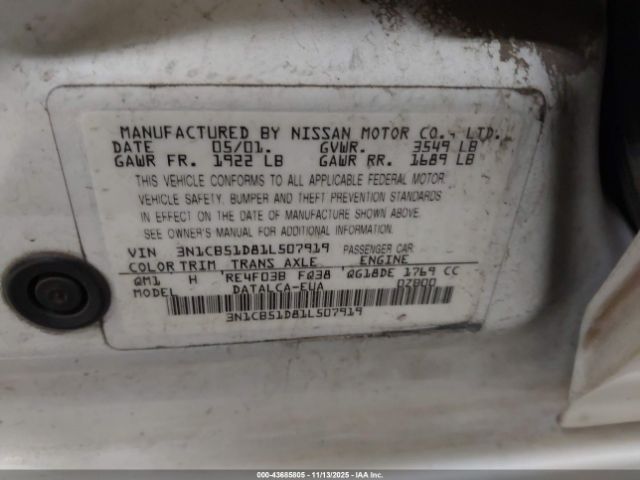 MANUFACTURED BY NISSAN MOTOR CO., LTD.
DATE 05/01. GVWR. 3549 LB
GAWR FR. 1922 LB GAWR RR. 1689 LB
THIS VEHICLE CONFORMS TO ALL APPLICABLE FEDERAL MOTOR
VEHICLE SAFETY, BUMPER AND THEFT PREVENTION STANDARDS
IN EFFECT ON THE DATE OF MANUFACTURE SHOWN ABOVE.
SEE OWNER'S MANUAL FOR ADDITIONAL INFORMATION.
VIN 3N1CB51D81L507919 PASSENGER CAR
COLOR TRIM TRANS AXLE ENGINE
QM1 H RE4F03B FQ38 QG18DE 1769 CC
MODEL DATALCA-EUA 07800
3N1CB51D81L507919
000-43685805 - 11/13/2025 - IAA Corp.